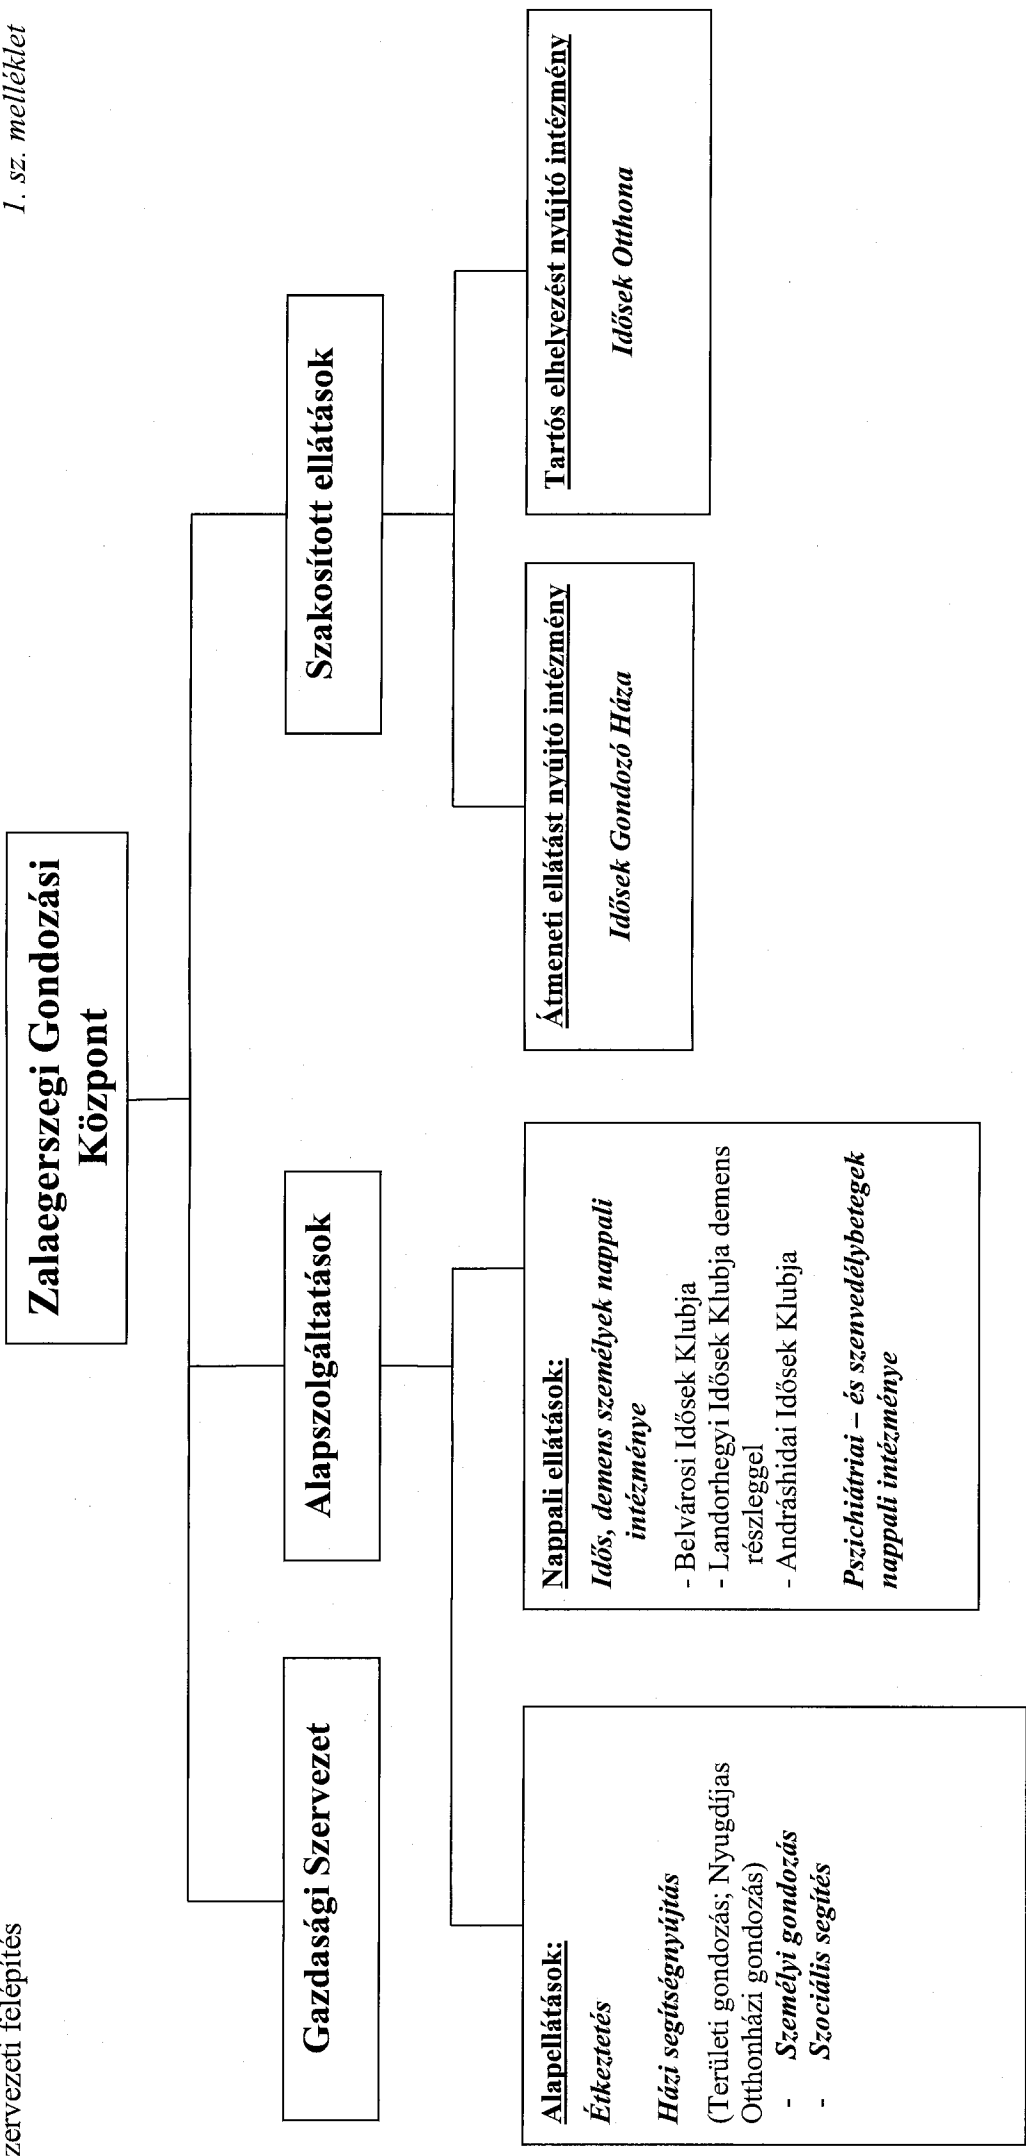 zervezeti felépítés
1. sz. melléklet
Zalaegerszegi Gondozási
Központ
Gazdasági Szervezet
Alapszolgáltatások
Szakosított ellátások
Alapellátások:
Étkeztetés
Házi segítségnyújtás
(Területi gondozás; Nyugdíjas
Otthonházi gondozás)
- Személyi gondozás
- Szociális segítés
Nappali ellátások:
Idős, demens személyek nappali
intézménye
- Belvárosi Idősek Klubja
- Landorhegyi Idősek Klubja demens
részleggel
- Andráshidai Idősek Klubja
Pszichiátriai – és szenvedélybetegek
nappali intézménye
Átmeneti ellátást nyújtó intézmény
Idősek Gondozó Háza
Tartós elhelyezést nyújtó intézmény
Idősek Otthona